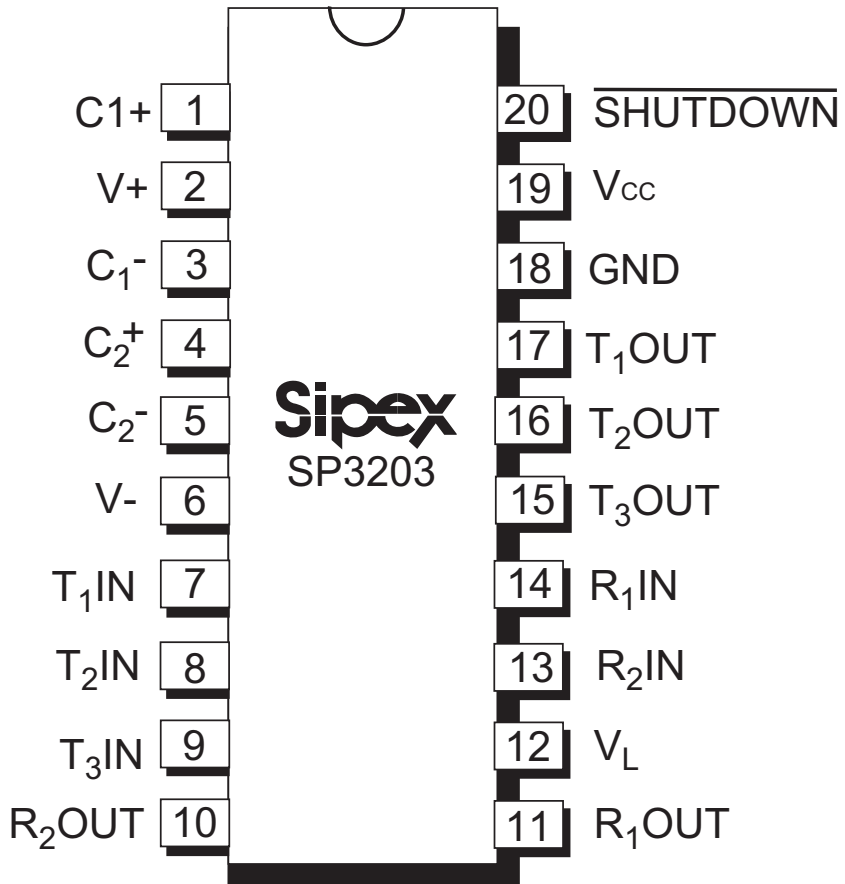 C1+ 1
V+ 2
C₁- 3
C₂+ 4
C₂- 5
V- 6
T₁IN 7
T₂IN 8
T₃IN 9
R₂OUT 10
Sipex
SP3203
20 SHUTDOWN
19 Vcc
18 GND
17 T₁OUT
16 T₂OUT
15 T₃OUT
14 R₁IN
13 R₂IN
12 V_L
11 R₁OUT